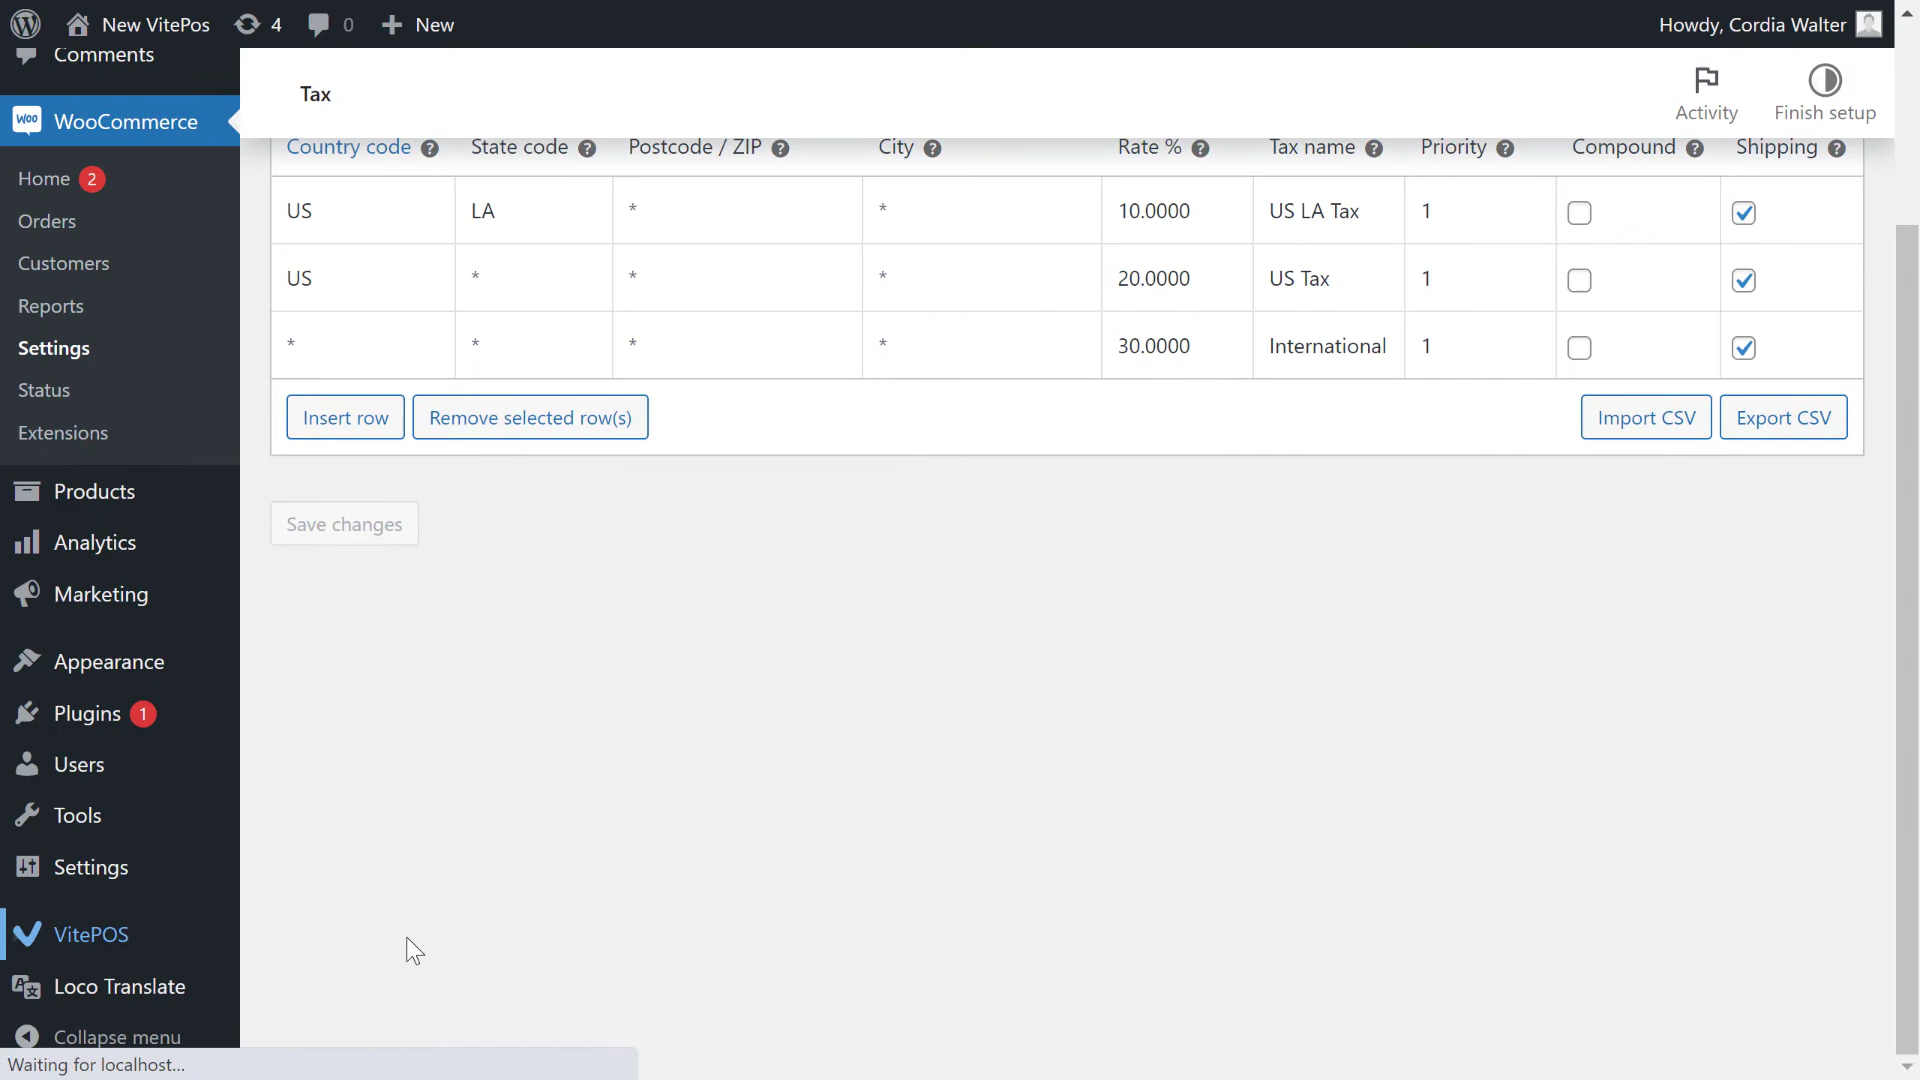 New VitePos 4 0 New Howdy, Cordia Walter
Comments
WOO WooCommerce
Home 2
Orders
Customers
Reports
Settings
Status
Extensions
Products
Analytics
Marketing
Appearance
Plugins 1
Users
Tools
Settings
VitePOS
Loco Translate
Collapse menu
Waiting for localhost...
Tax
Activity
Finish setup
Country code ? State code ? Postcode / ZIP ? City ? Rate % ? Tax name ? Priority ? Compound ? Shipping ?
US LA * * 10.0000 US LA Tax 1
US * * * 20.0000 US Tax 1
* * * * 30.0000 International 1
Insert row Remove selected row(s) Import CSV Export CSV
Save changes